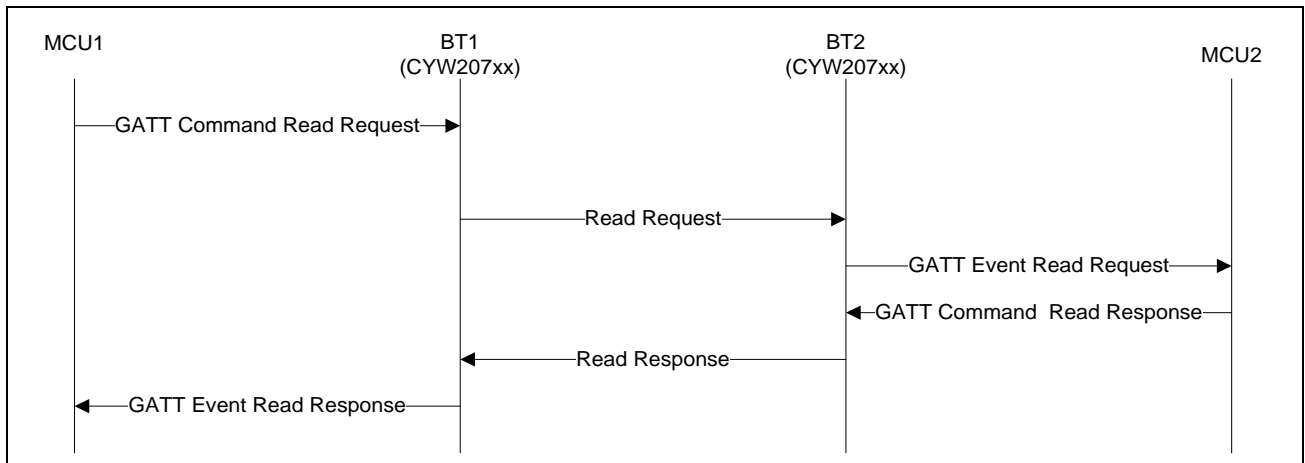 MCU1
BT1
(CYW207xx)
BT2
(CYW207xx)
MCU2
GATT Command Read Request
Read Request
GATT Event Read Request
GATT Command  Read Response
Read Response
GATT Event Read Response